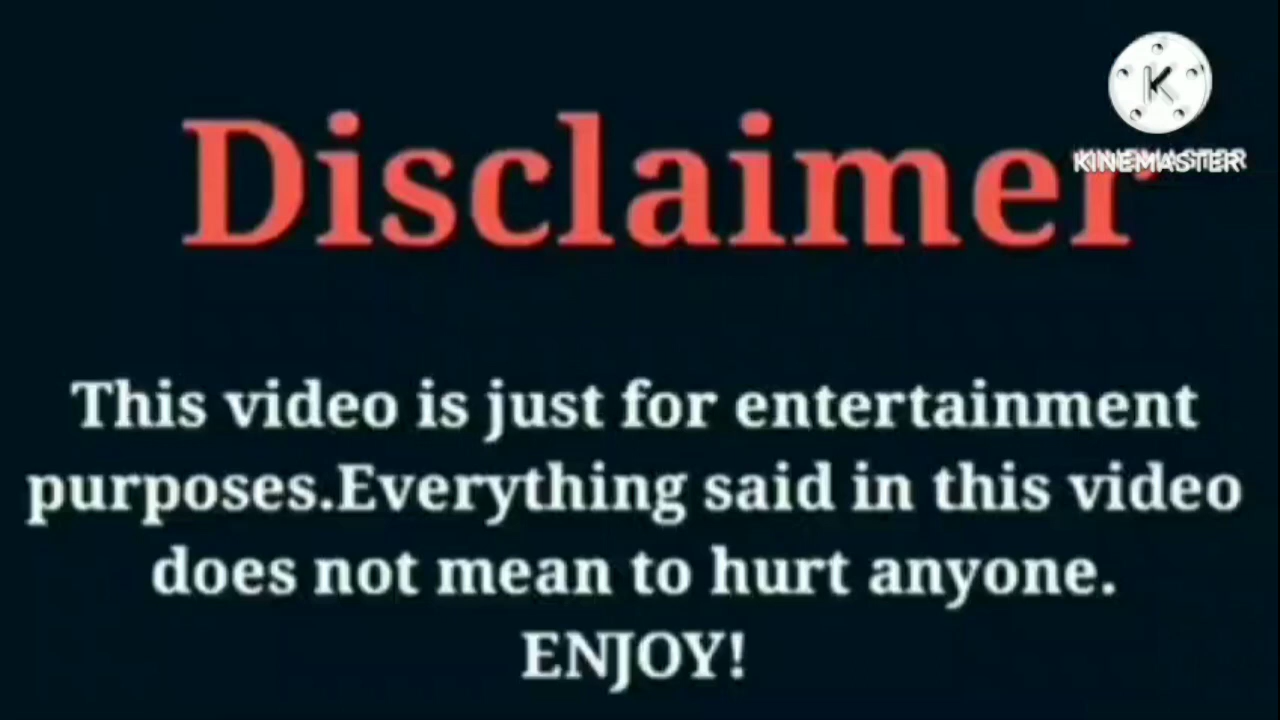 K
KINEMASTER
Disclaimer
This video is just for entertainment
purposes.Everything said in this video
does not mean to hurt anyone.
ENJOY!